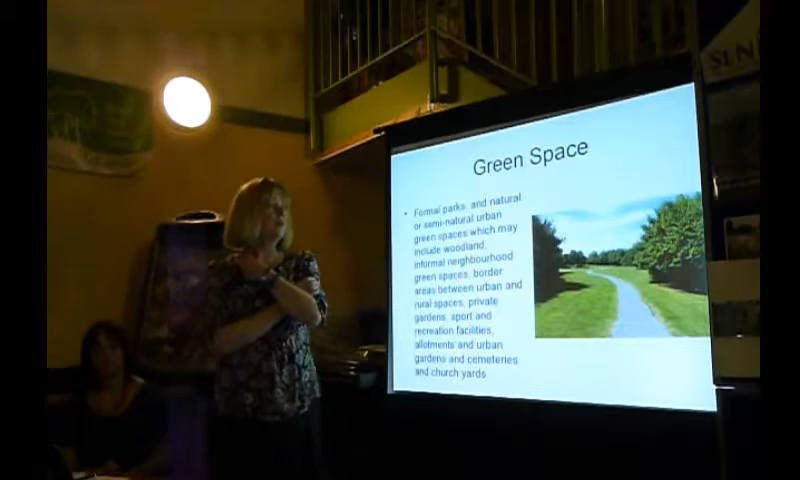 Green Space
• Formal parks, and natural
or semi-natural urban
green spaces which may
include woodland,
informal neighbourhood
green spaces, border
areas between urban and
rural spaces, private
gardens, sport and
recreation facilities,
allotments and urban
gardens and cemeteries
and church yards